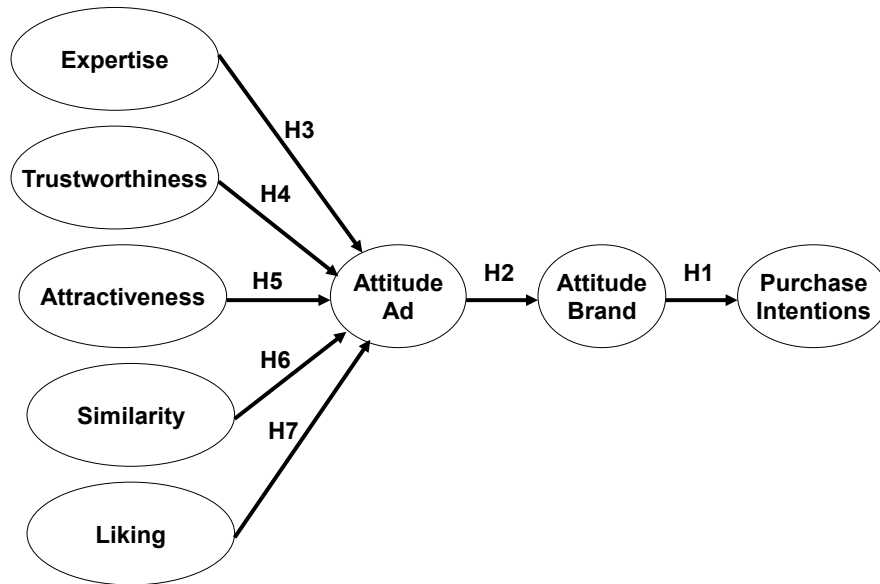 Expertise
H3
Trustworthiness
H4
Attractiveness
H5
Similarity
H6
Liking
H7
Attitude
Ad
H2
Attitude
Brand
H1
Purchase
Intentions